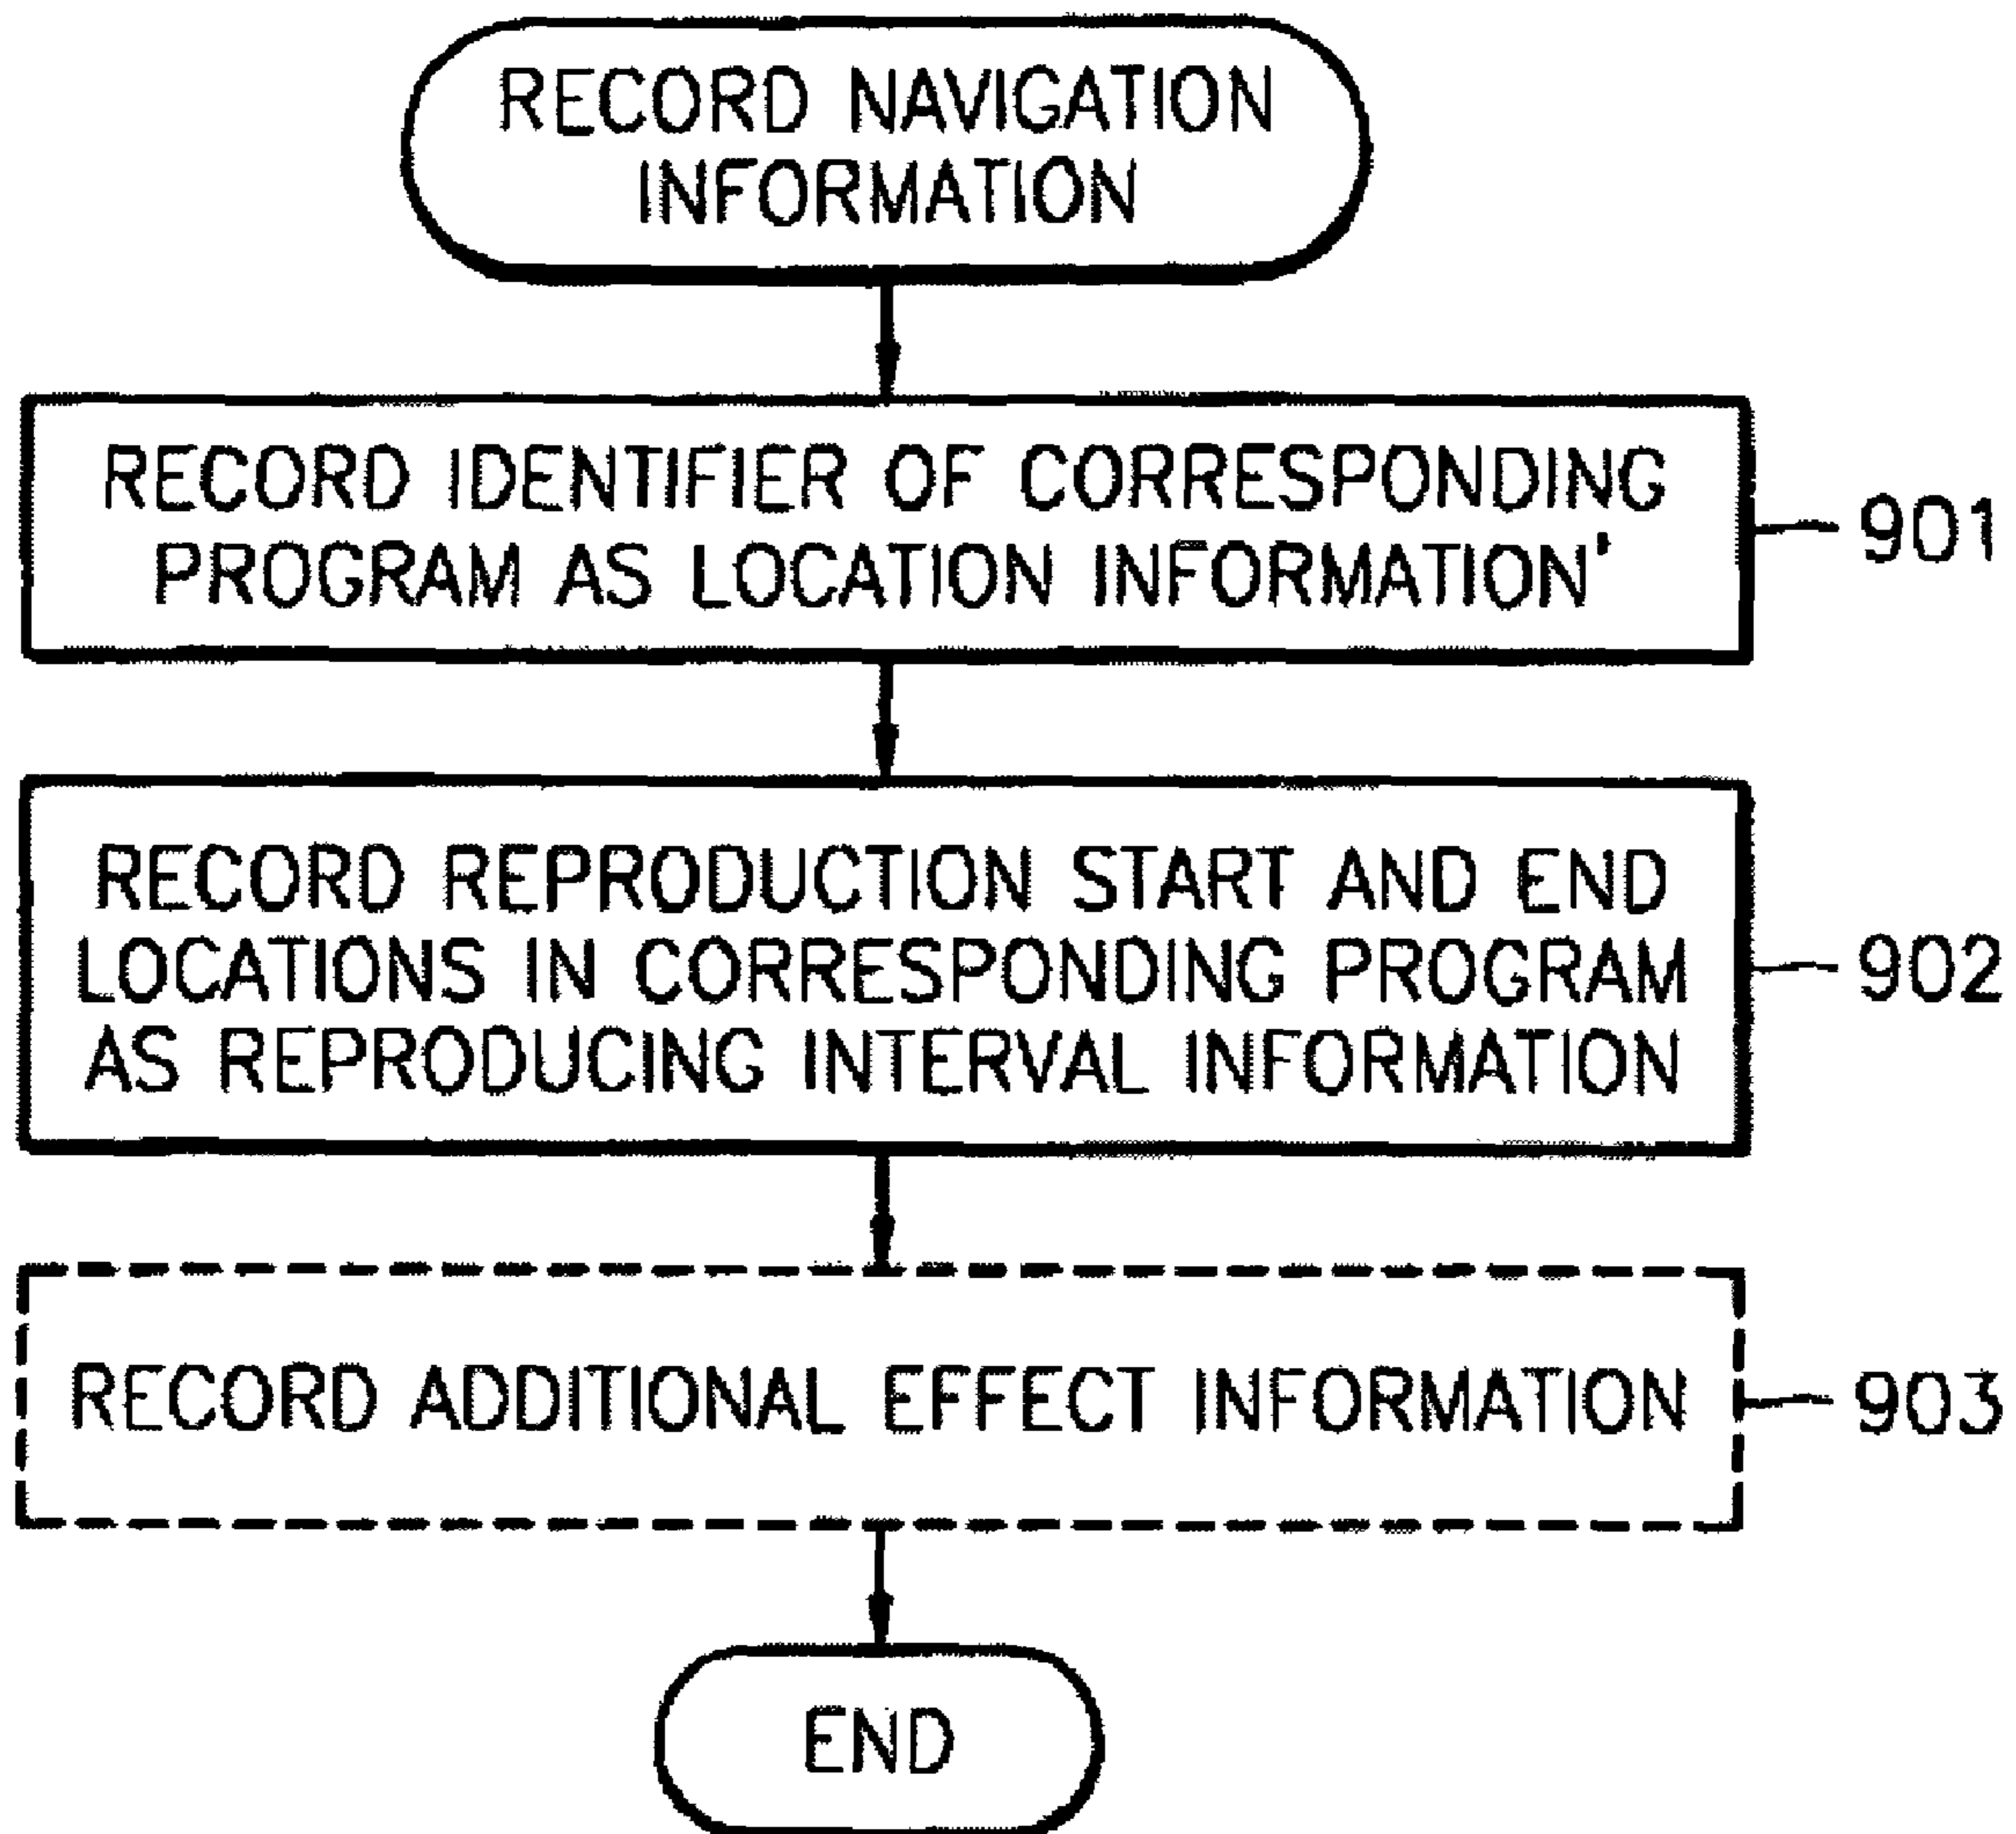 RECORD NAVIGATION
INFORMATION
RECORD IDENTIFIER OF CORRESPONDING
PROGRAM AS LOCATION INFORMATION'
901
RECORD REPRODUCTION START AND END
LOCATIONS IN CORRESPONDING PROGRAM
AS REPRODUCING INTERVAL INFORMATION
902
RECORD ADDITIONAL EFFECT INFORMATION
903
END